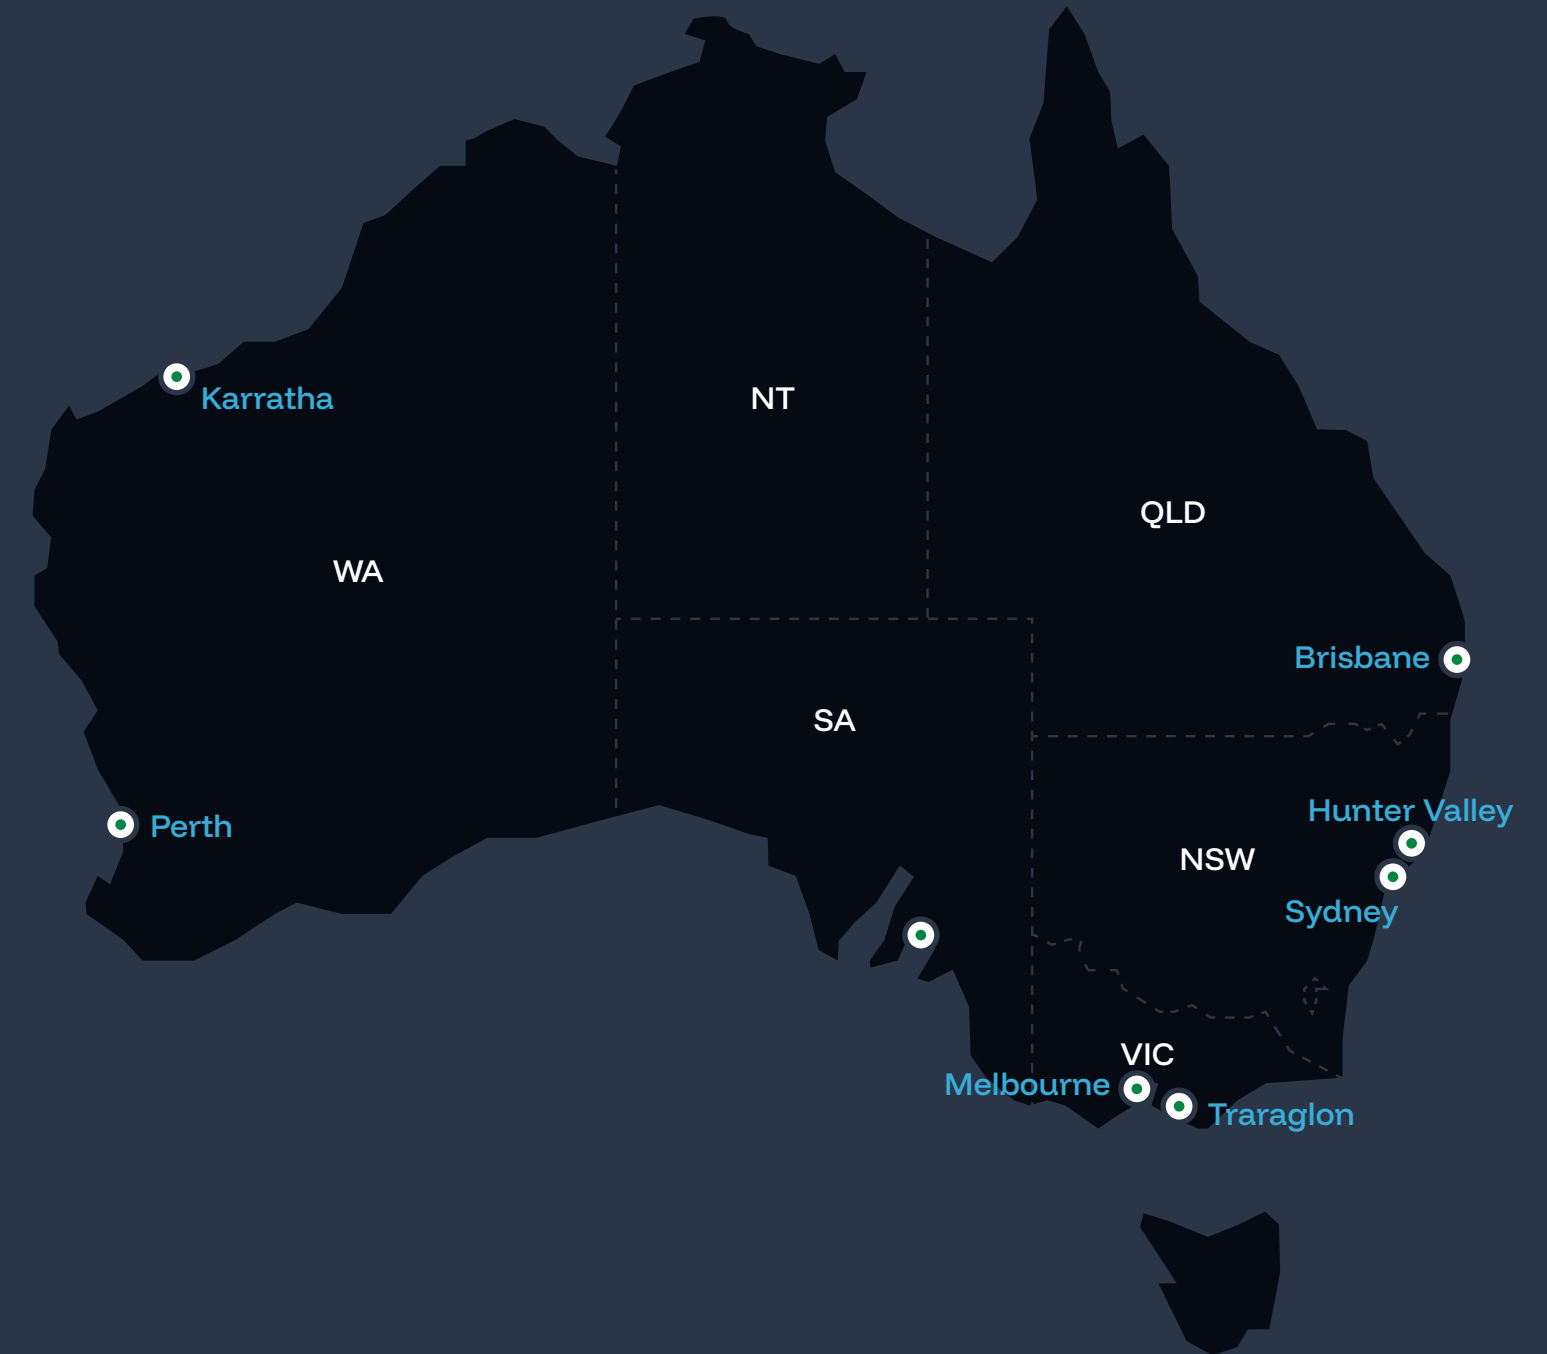 Karratha
NT
QLD
WA
Brisbane
SA
Hunter Valley
Perth
NSW
Sydney
VIC
Melbourne
Traraglon